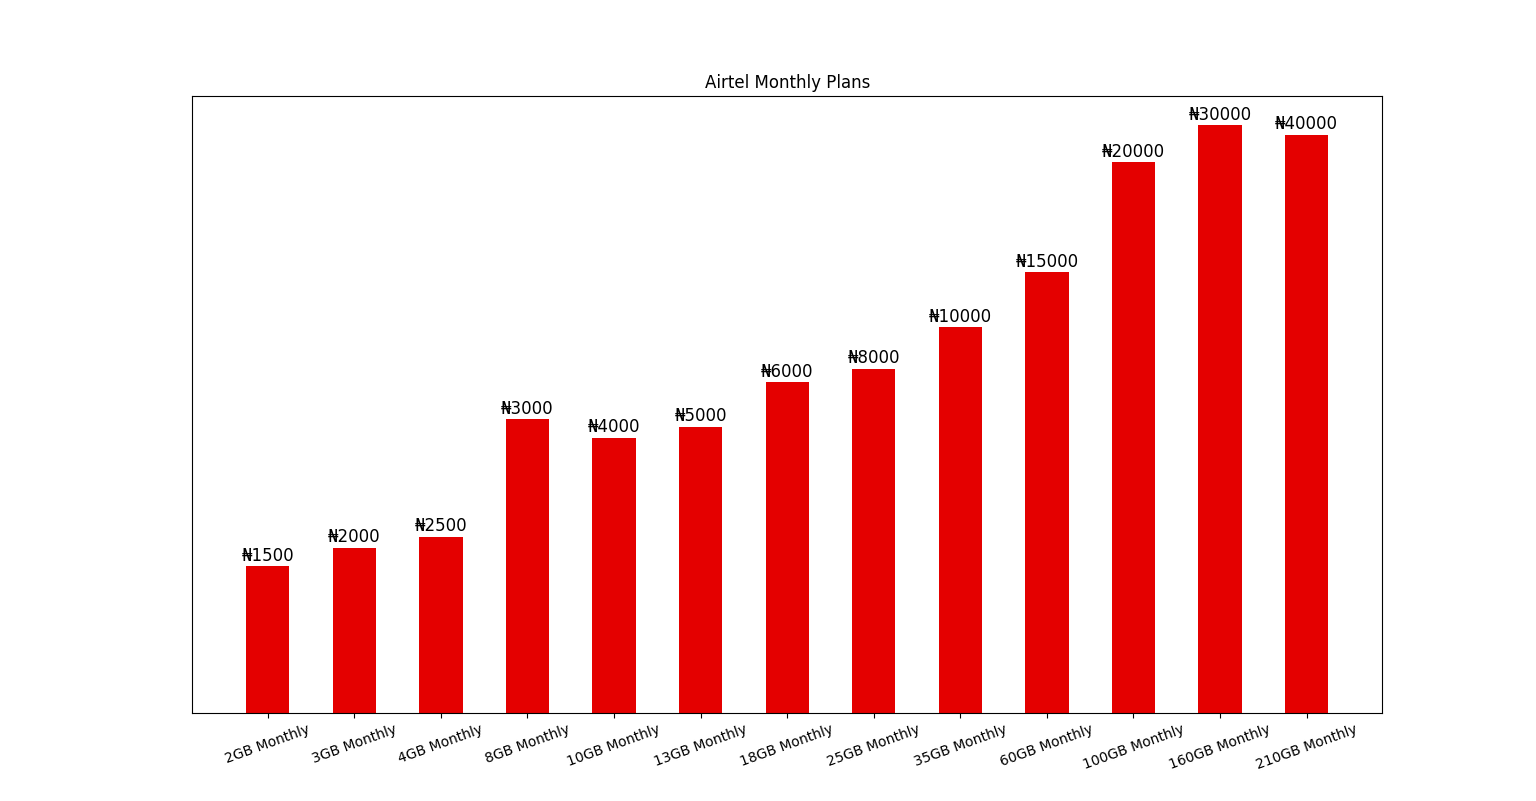 Airtel Monthly Plans
₦1500
₦2000
₦2500
₦3000
₦4000
₦5000
₦6000
₦8000
₦10000
₦15000
₦20000
₦30000
₦40000
2GB Monthly
3GB Monthly
4GB Monthly
8GB Monthly
10GB Monthly
13GB Monthly
18GB Monthly
25GB Monthly
35GB Monthly
60GB Monthly
100GB Monthly
160GB Monthly
210GB Monthly